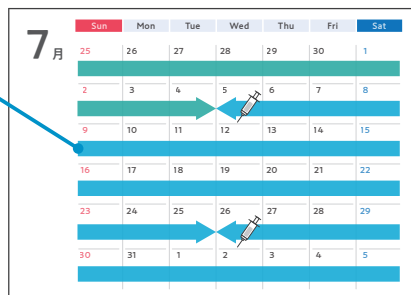 7月
Sun Mon Tue Wed Thu Fri Sat
25 26 27 28 29 30 1
2 3 4 5 6 7 8
9 10 11 12 13 14 15
16 17 18 19 20 21 22
23 24 25 26 27 28 29
30 31 1 2 3 4 5